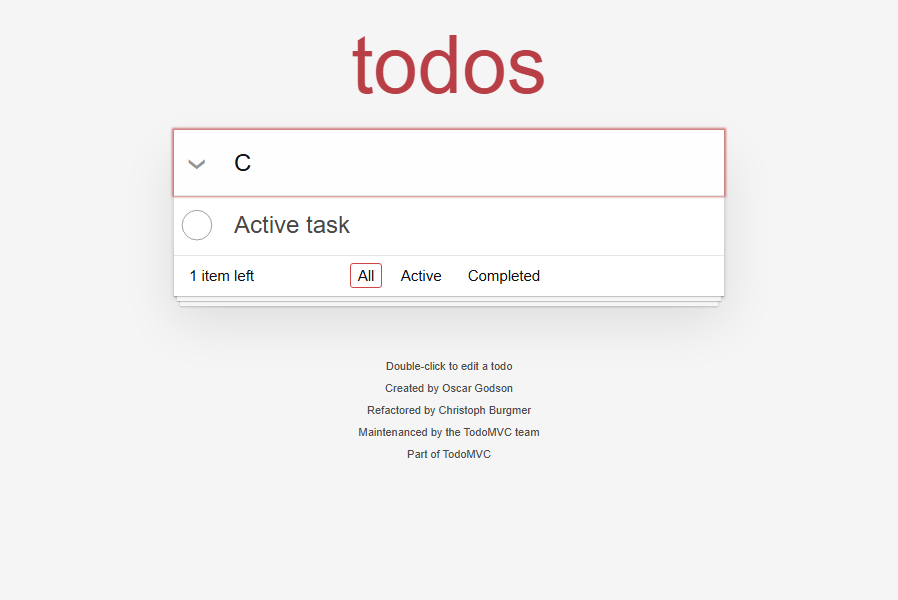 todos
C
Active task
1 item left All Active Completed
Double-click to edit a todo
Created by Oscar Godson
Refactored by Christoph Burgmer
Maintenanced by the TodoMVC team
Part of TodoMVC